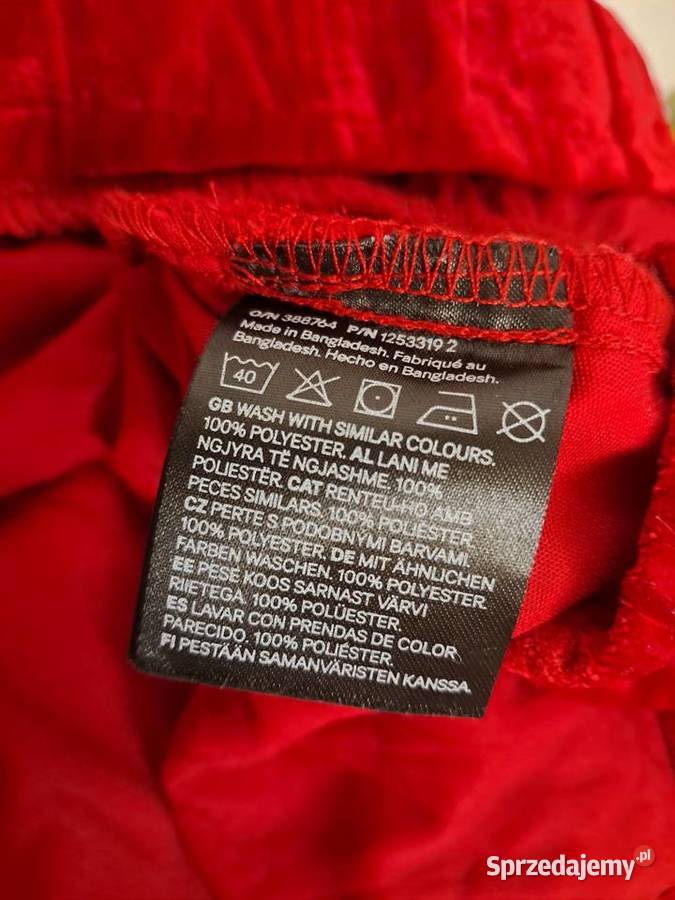 O/N 388764 P/N 1253319 2
Made in Bangladesh. Fabriqué au
Bangladesh. Hecho en Bangladesh.
40
GB WASH WITH SIMILAR COLOURS.
100% POLYESTER. AL LANI ME
NGJYRA TË NGJASHME. 100%
POLIESTËR. CAT RENTEU-HO AMB
PECES SIMILARS. 100% POLIÈSTER
CZ PERTE S PODOBNÝMI BARVAMI.
100% POLYESTER. DE MIT ÄHNLICHEN
FARBEN WASCHEN. 100% POLYESTER
EE PESE KOOS SARNAST VÄRVI
RIIETEGA. 100% POLÜESTER
ES LAVAR CON PRENDAS DE COLOR
PARECIDO. 100% POLIÉSTER.
FI PESTÄÄN SAMANVÄRISTEN KANSSA.
Sprzedajemy.pl